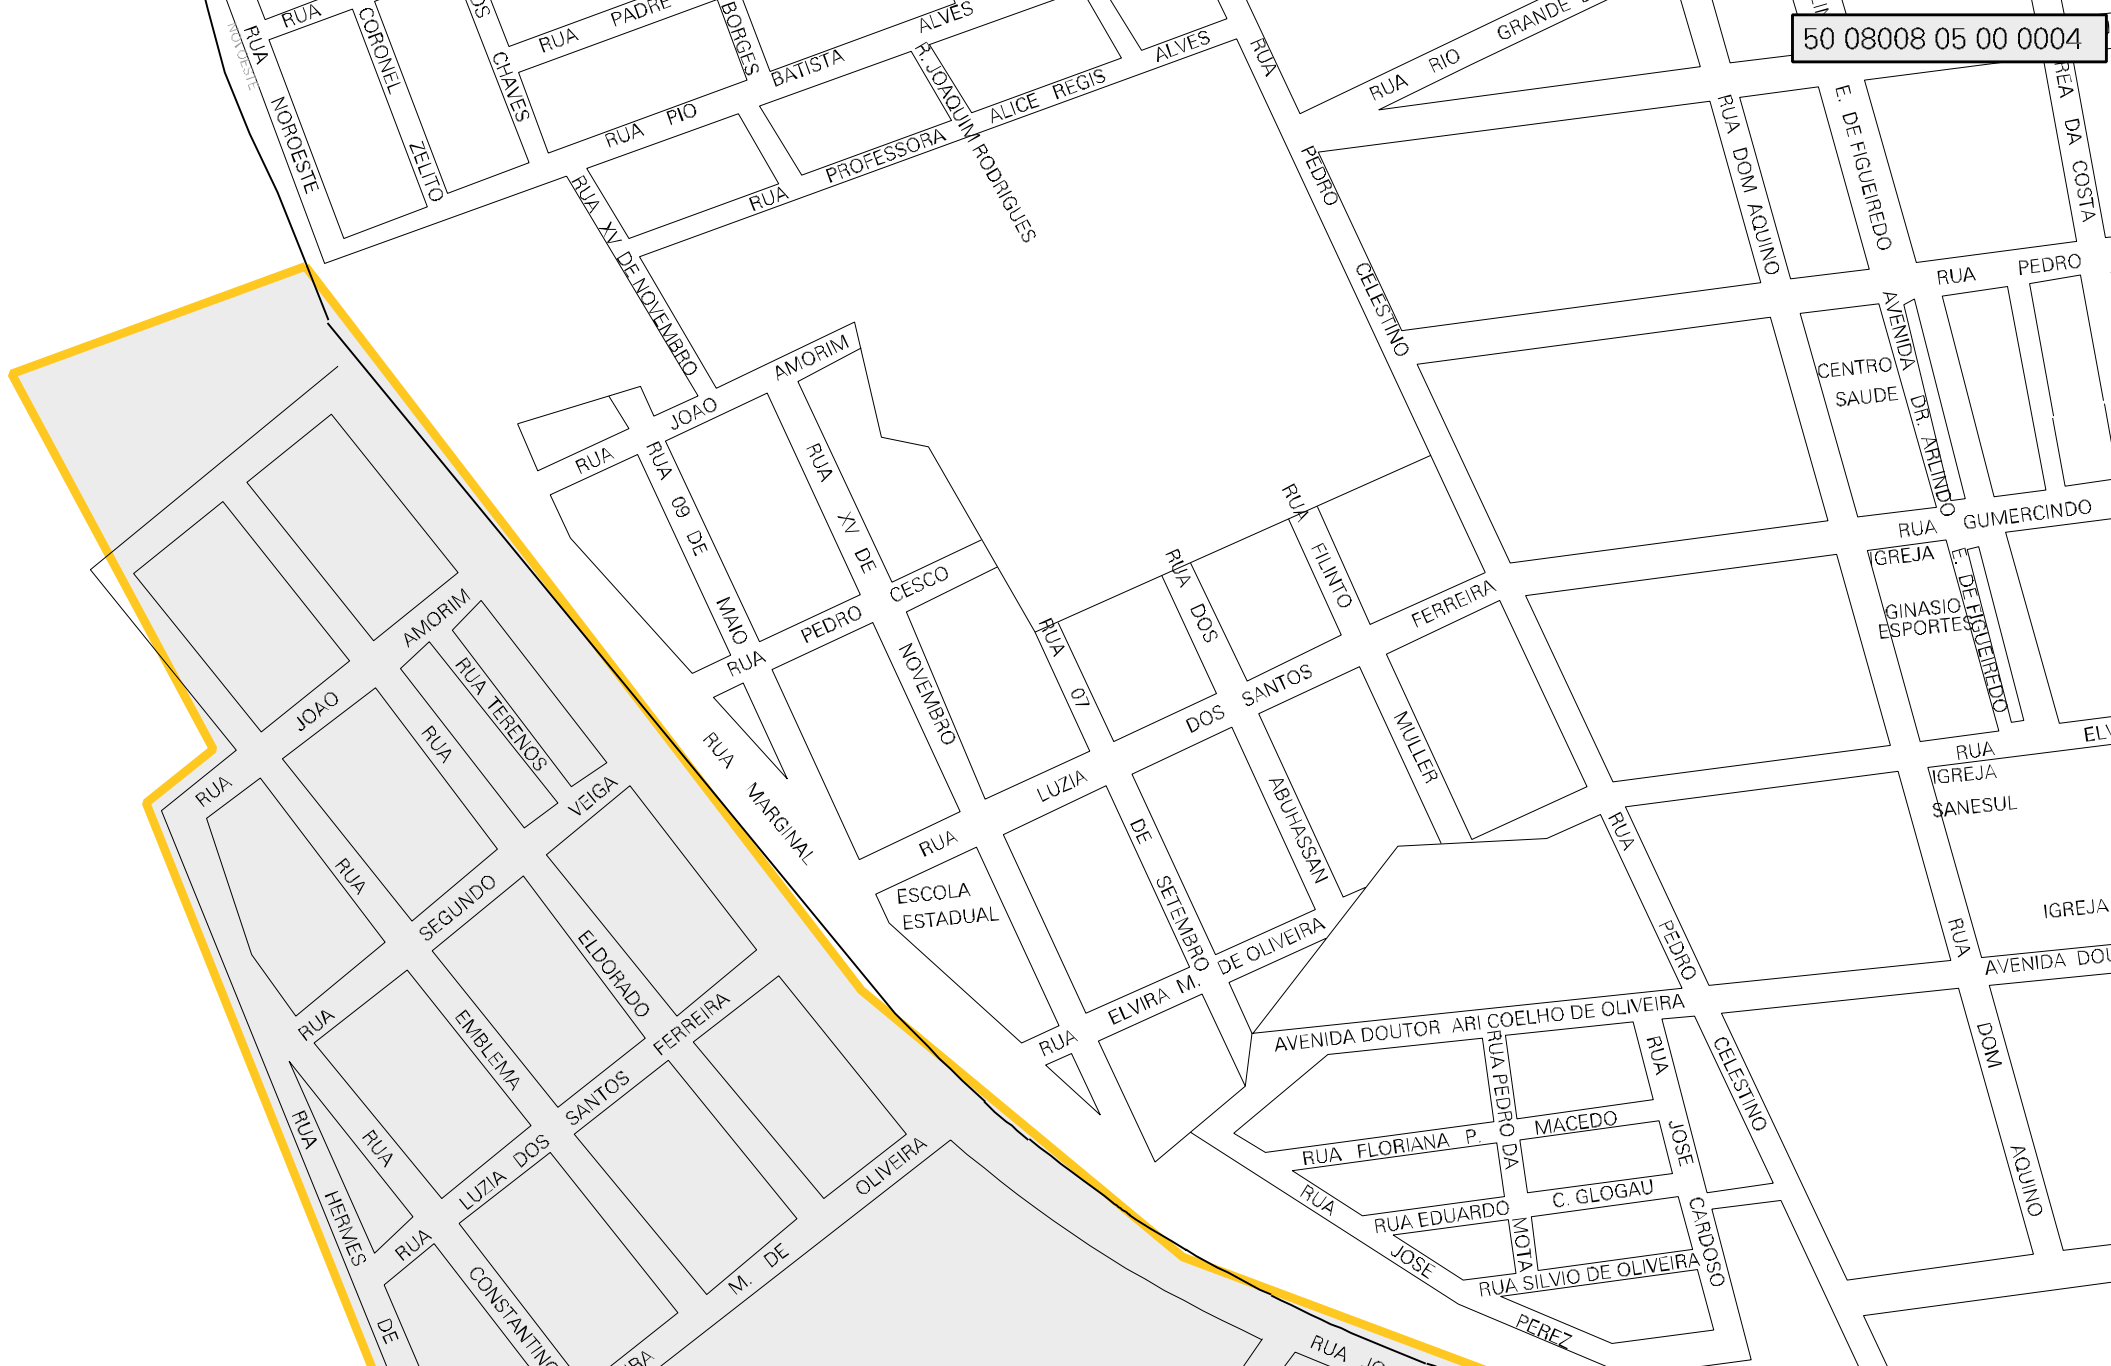 50 08008 05 00 0004
RUA NOROESTE
NOVOESTE
RUA
CORONEL ZELITO
CHAVES
RUA PADRE
BORGES
BATISTA ALVES
RUA PIO
R. JOAQUIM RODRIGUES
RUA PROFESSORA ALICE REGIS ALVES
RUA RIO GRANDE
RUA PEDRO CELESTINO
RUA DOM AQUINO
E. DE FIGUEIREDO
REA DA COSTA
RUA PEDRO
RUA XV DE NOVEMBRO
RUA JOAO AMORIM
RUA 09 DE MAIO
RUA XV DE NOVEMBRO
RUA PEDRO CESCO
AVENIDA DR. ARLINDO
E. DE FIGUEIREDO
CENTRO
SAUDE
RUA GUMERCINDO
IGREJA
GINASIO
ESPORTES
RUA ELV
IGREJA
SANESUL
IGREJA
RUA 07 DE SETEMBRO
RUA DOS ABUHASSAN
RUA FILINTO MULLER
RUA LUZIA DOS SANTOS FERREIRA
RUA MARGINAL
ESCOLA
ESTADUAL
RUA ELVIRA M. DE OLIVEIRA
RUA PEDRO CELESTINO
RUA DOM AQUINO
AVENIDA DOU
AVENIDA DOUTOR ARI COELHO DE OLIVEIRA
RUA PEDRO DA MOTA
RUA JOSE CARDOSO
RUA FLORIANA P. MACEDO
RUA EDUARDO C. GLOGAU
RUA SILVIO DE OLIVEIRA
RUA JOSE PEREZ
RUA JOAO AMORIM
RUA TERENOS
RUA ELDORADO
RUA SEGUNDO VEIGA
RUA EMBLEMA
RUA LUZIA DOS SANTOS FERREIRA
RUA CONSTANTINO
RUA HERMES DE
M. DE OLIVEIRA
RUA